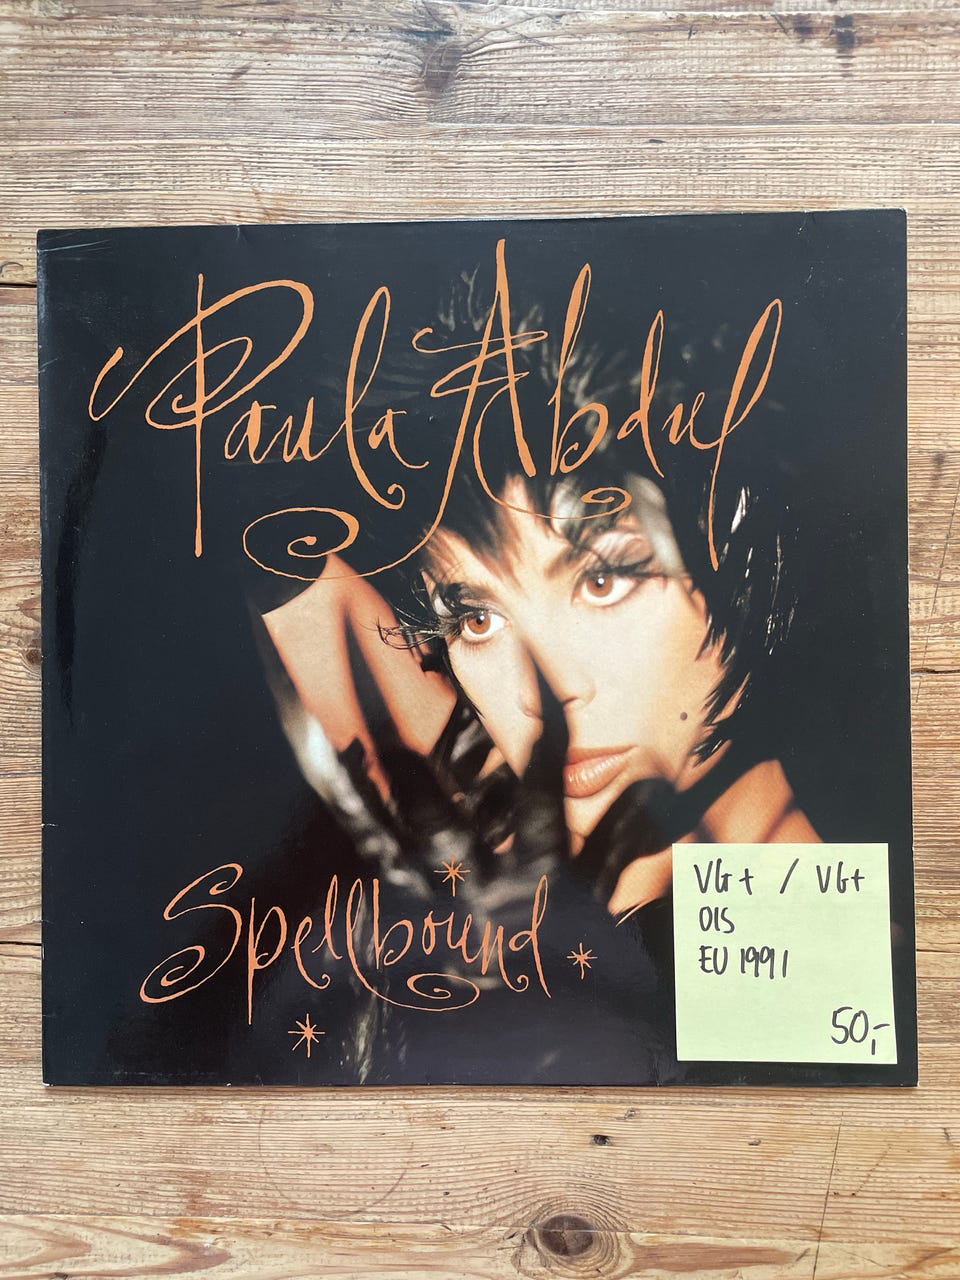 Paula Abdul
Spellbound
VG+ / VG+
OIS
EU 1991
50,-